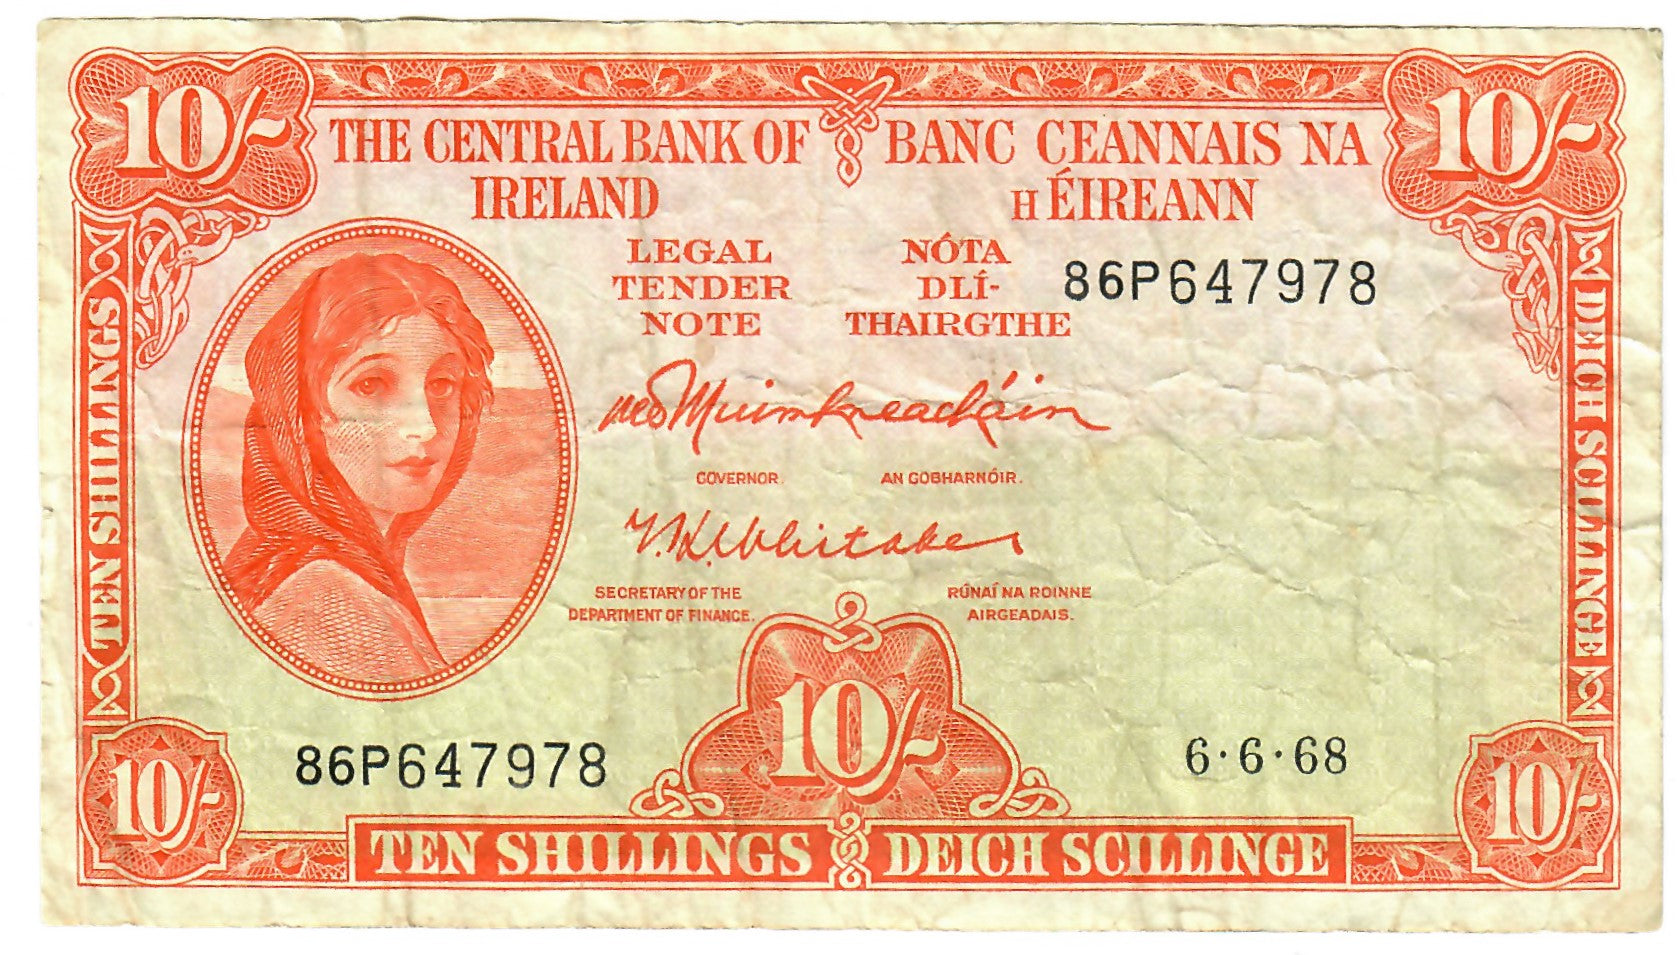 10/-
10/-
THE CENTRAL BANK OF
IRELAND
BANC CEANNAIS NA
H ÉIREANN
LEGAL
TENDER
NOTE
NÓTA
DLÍ-
THAIRGTHE
86P647978
TEN SHILLINGS
DEICH SCILLINGE
GOVERNOR.
AN GOBHARNÓIR.
T.K. Whitaker
SECRETARY OF THE
DEPARTMENT OF FINANCE.
RÚNAÍ NA ROINNE
AIRGEADAIS.
86P647978
10/-
6·6·68
10/-
10/-
TEN SHILLINGS
DEICH SCILLINGE